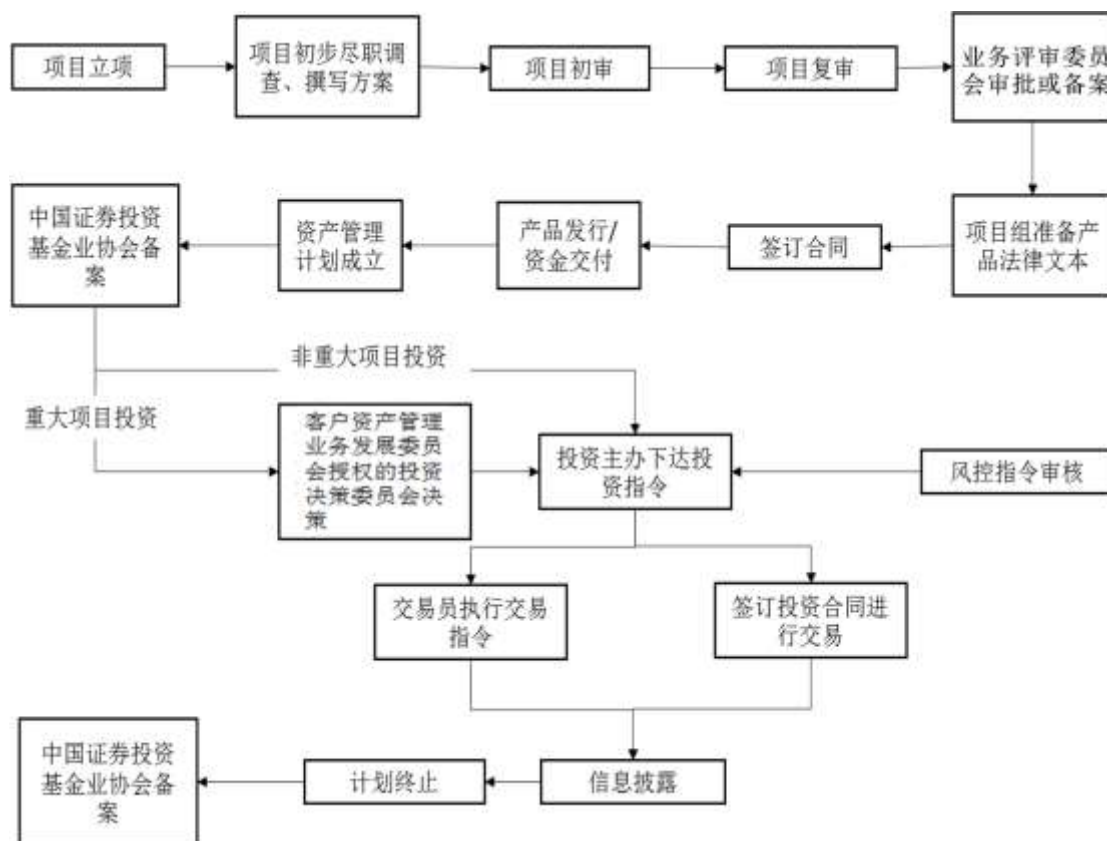 项目立项
项目初步尽职调
查、撰写方案
项目初审
项目复审
业务评审委员
会审批或备案
中国证券投资
基金业协会备
案
资产管理
计划成立
产品发行/
资金交付
签订合同
项目组准备产
品法律文本
非重大项目投资
重大项目投资
客户资产管理
业务发展委员
会授权的投资
决策委员会决
策
投资主办下达投
资指令
风控指令审核
交易员执行交易
指令
签订投资合同进
行交易
中国证券投资
基金业协会备
案
计划终止
信息披露